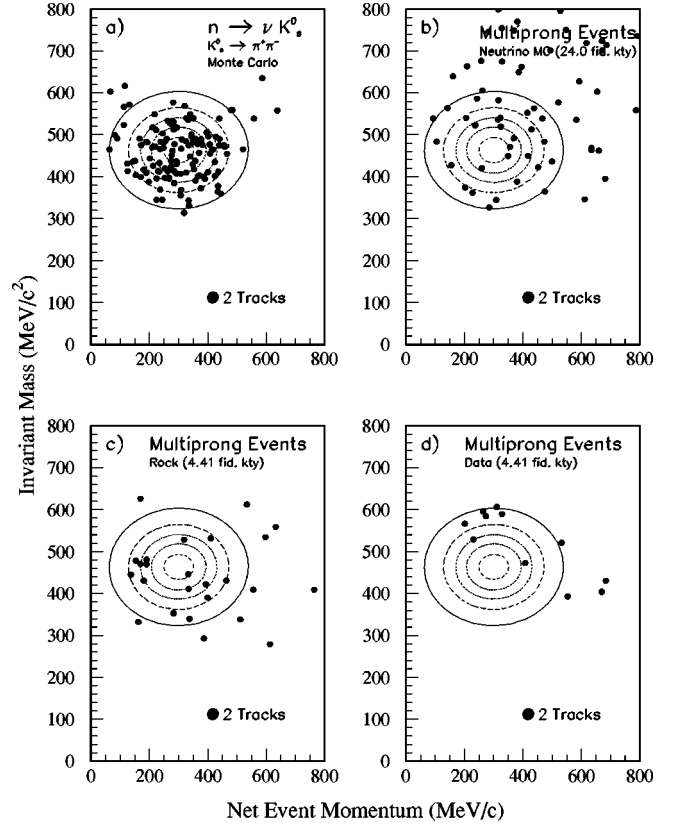 a)
n → ν K⁰ₛ
K⁰ₛ → π⁺π⁻
Monte Carlo
2 Tracks
800
700
600
500
400
300
200
100
0
0 200 400 600 800
b)
Multiprong Events
Neutrino MC (24.0 fid. kty)
2 Tracks
800
700
600
500
400
300
200
100
0
0 200 400 600 800
Invariant Mass (MeV/c²)
c)
Multiprong Events
Rock (4.41 fid. kty)
2 Tracks
800
700
600
500
400
300
200
100
0
0 200 400 600 800
d)
Multiprong Events
Data (4.41 fid. kty)
2 Tracks
800
700
600
500
400
300
200
100
0
0 200 400 600 800
Net Event Momentum (MeV/c)